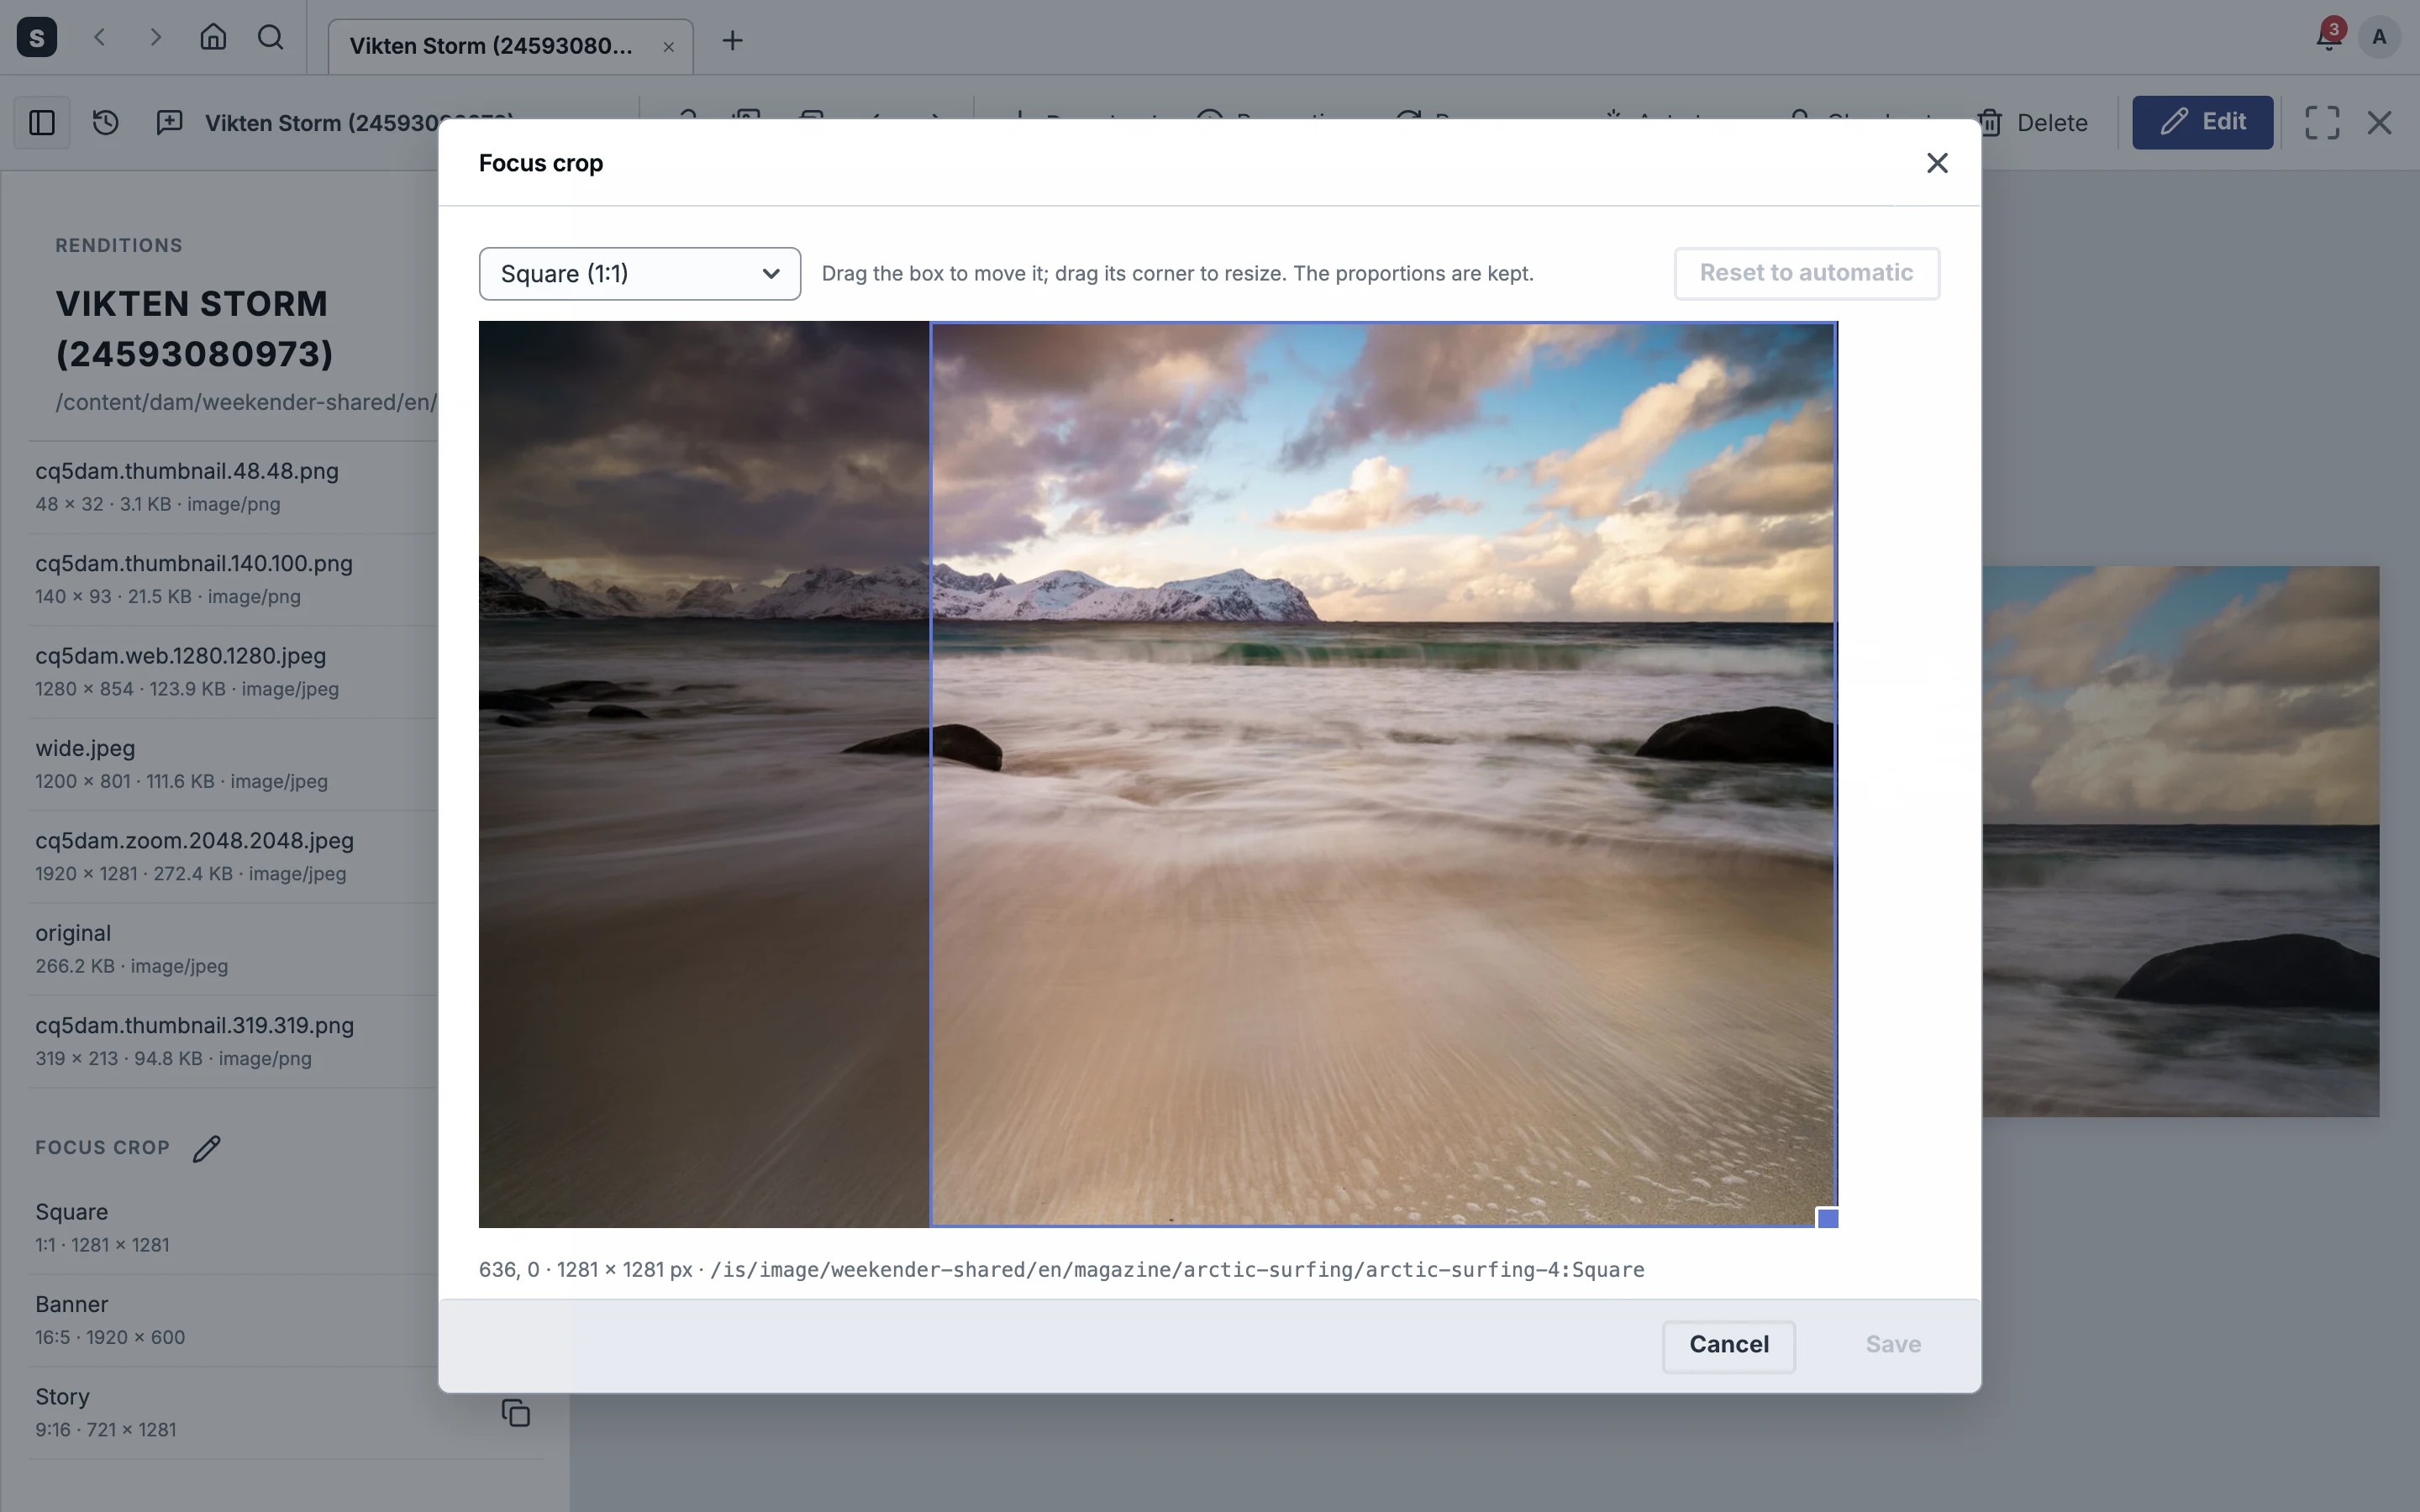 S
Vikten Storm (24593080...
3
A
Vikten Storm (245930
Delete
Edit
Focus crop
Square (1:1)
Drag the box to move it; drag its corner to resize. The proportions are kept.
Reset to automatic
RENDITIONS
VIKTEN STORM
(24593080973)
/content/dam/weekender-shared/en/
cq5dam.thumbnail.48.48.png
48 × 32 · 3.1 KB · image/png
cq5dam.thumbnail.140.100.png
140 × 93 · 21.5 KB · image/png
cq5dam.web.1280.1280.jpeg
1280 × 854 · 123.9 KB · image/jpeg
wide.jpeg
1200 × 801 · 111.6 KB · image/jpeg
cq5dam.zoom.2048.2048.jpeg
1920 × 1281 · 272.4 KB · image/jpeg
original
266.2 KB · image/jpeg
cq5dam.thumbnail.319.319.png
319 × 213 · 94.8 KB · image/png
FOCUS CROP
Square
1:1 · 1281 × 1281
Banner
16:5 · 1920 × 600
Story
9:16 · 721 × 1281
636, 0 · 1281 × 1281 px · /is/image/weekender-shared/en/magazine/arctic-surfing/arctic-surfing-4:Square
Cancel
Save